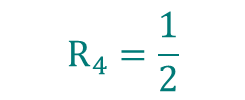 R₄ = 1/2